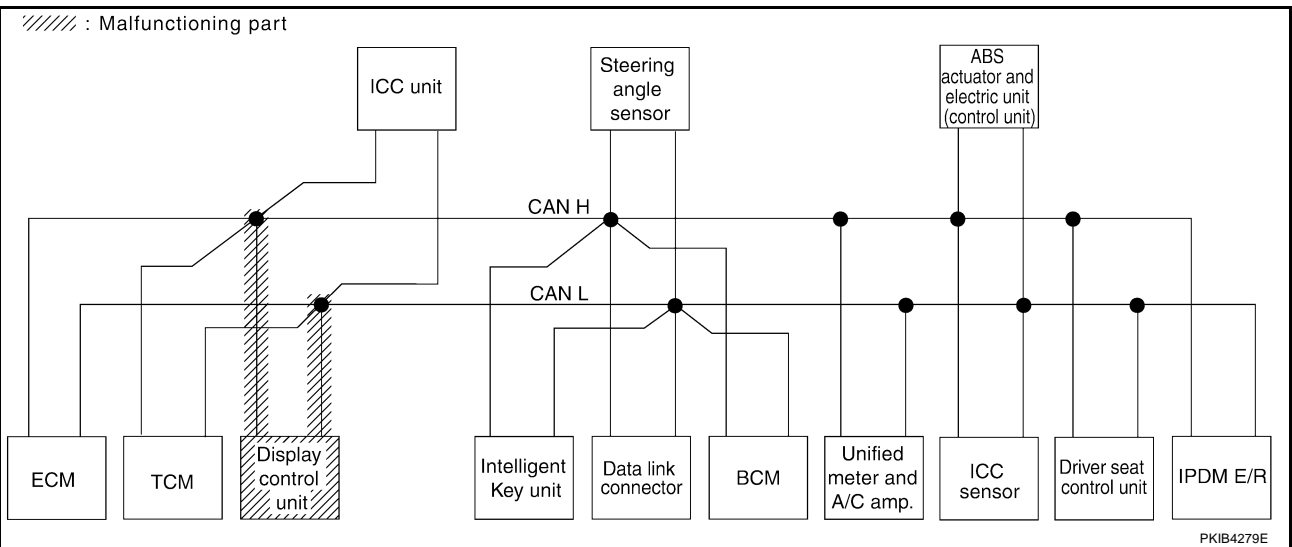 : Malfunctioning part
ICC unit
Steering
angle
sensor
ABS
actuator and
electric unit
(control unit)
CAN H
CAN L
ECM
TCM
Display
control
unit
Intelligent
Key unit
Data link
connector
BCM
Unified
meter and
A/C amp.
ICC
sensor
Driver seat
control unit
IPDM E/R
PKIB4279E